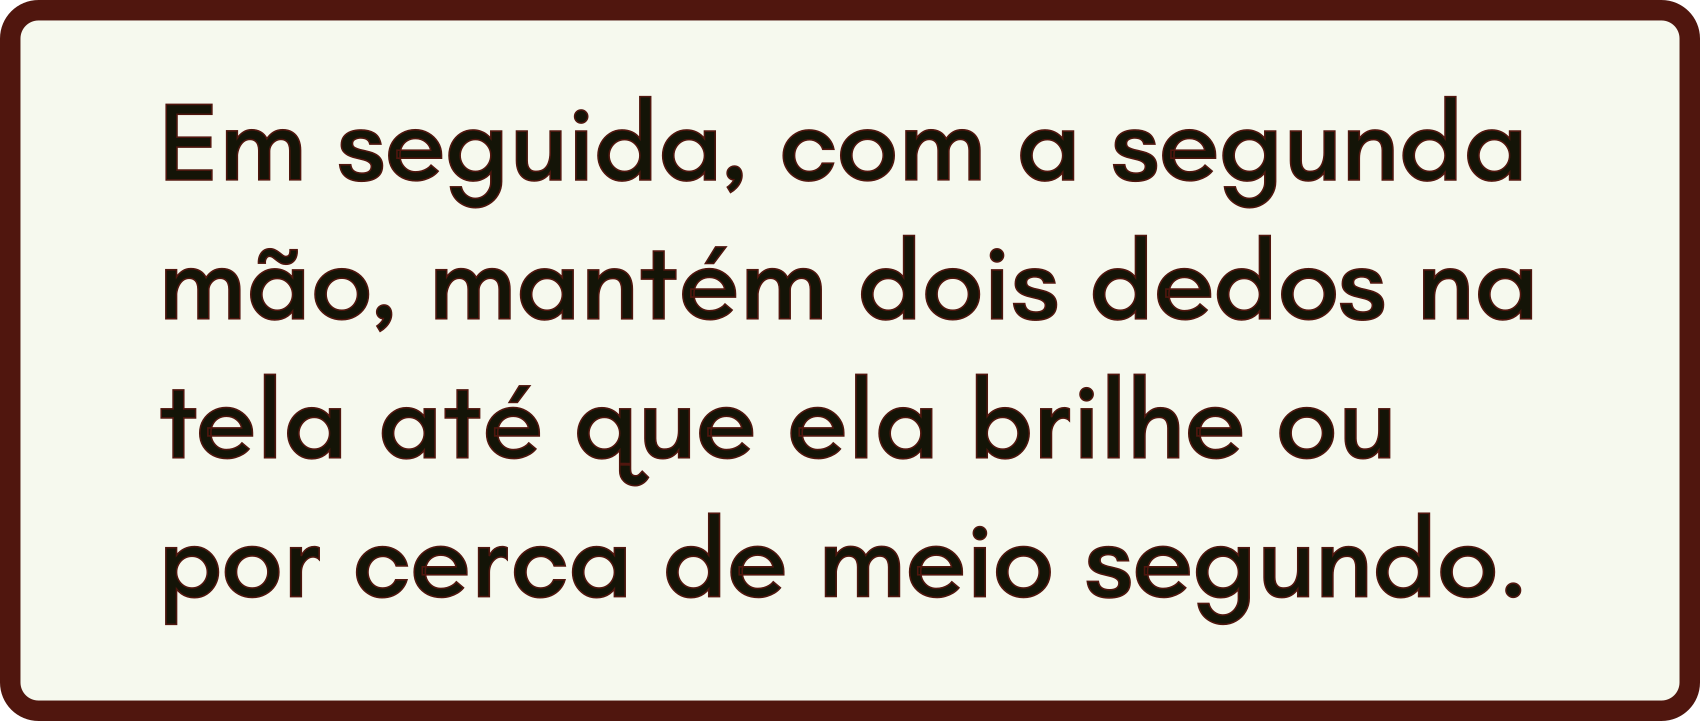 Em seguida, com a segunda
mão, mantém dois dedos na
tela até que ela brilhe ou
por cerca de meio segundo.